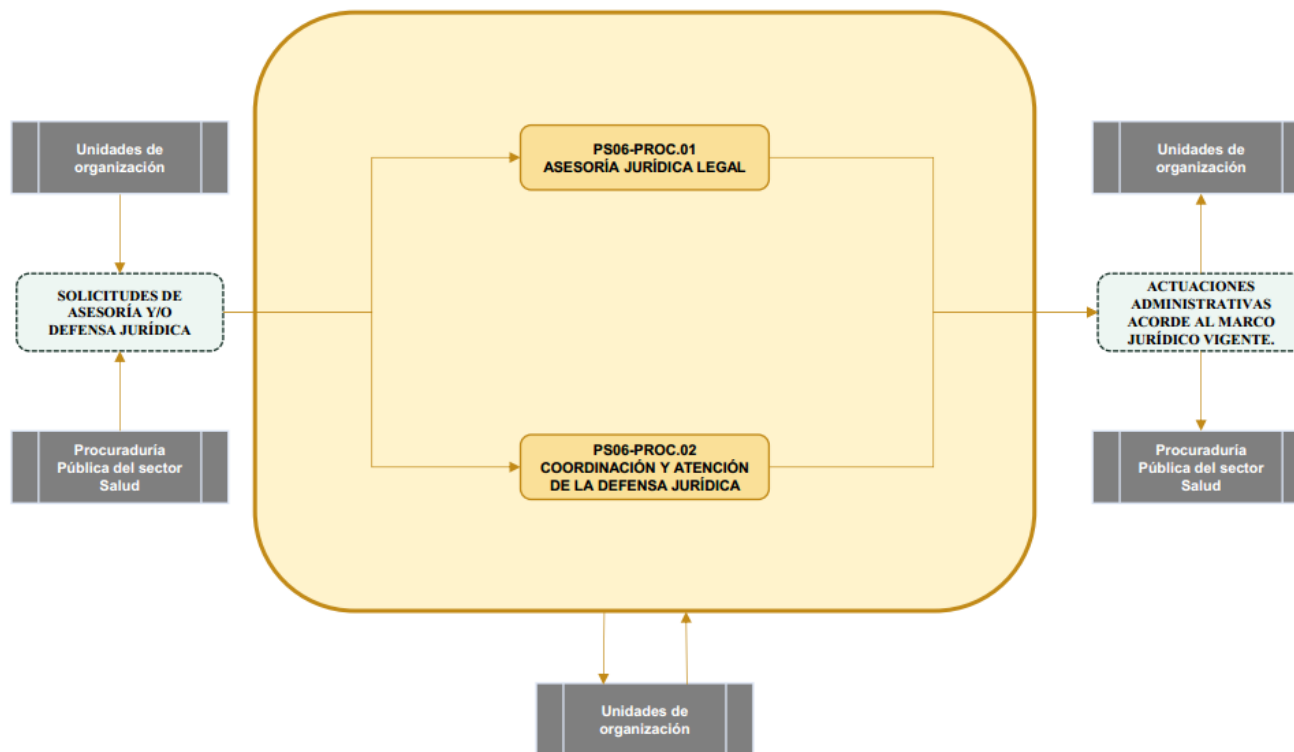 Unidades de
organización
SOLICITUDES DE
ASESORÍA Y/O
DEFENSA JURÍDICA
Procuraduría
Pública del sector
Salud
PS06-PROC.01
ASESORÍA JURÍDICA LEGAL
PS06-PROC.02
COORDINACIÓN Y ATENCIÓN
DE LA DEFENSA JURÍDICA
Unidades de
organización
ACTUACIONES
ADMINISTRATIVAS
ACORDE AL MARCO
JURÍDICO VIGENTE.
Procuraduría
Pública del sector
Salud
Unidades de
organización